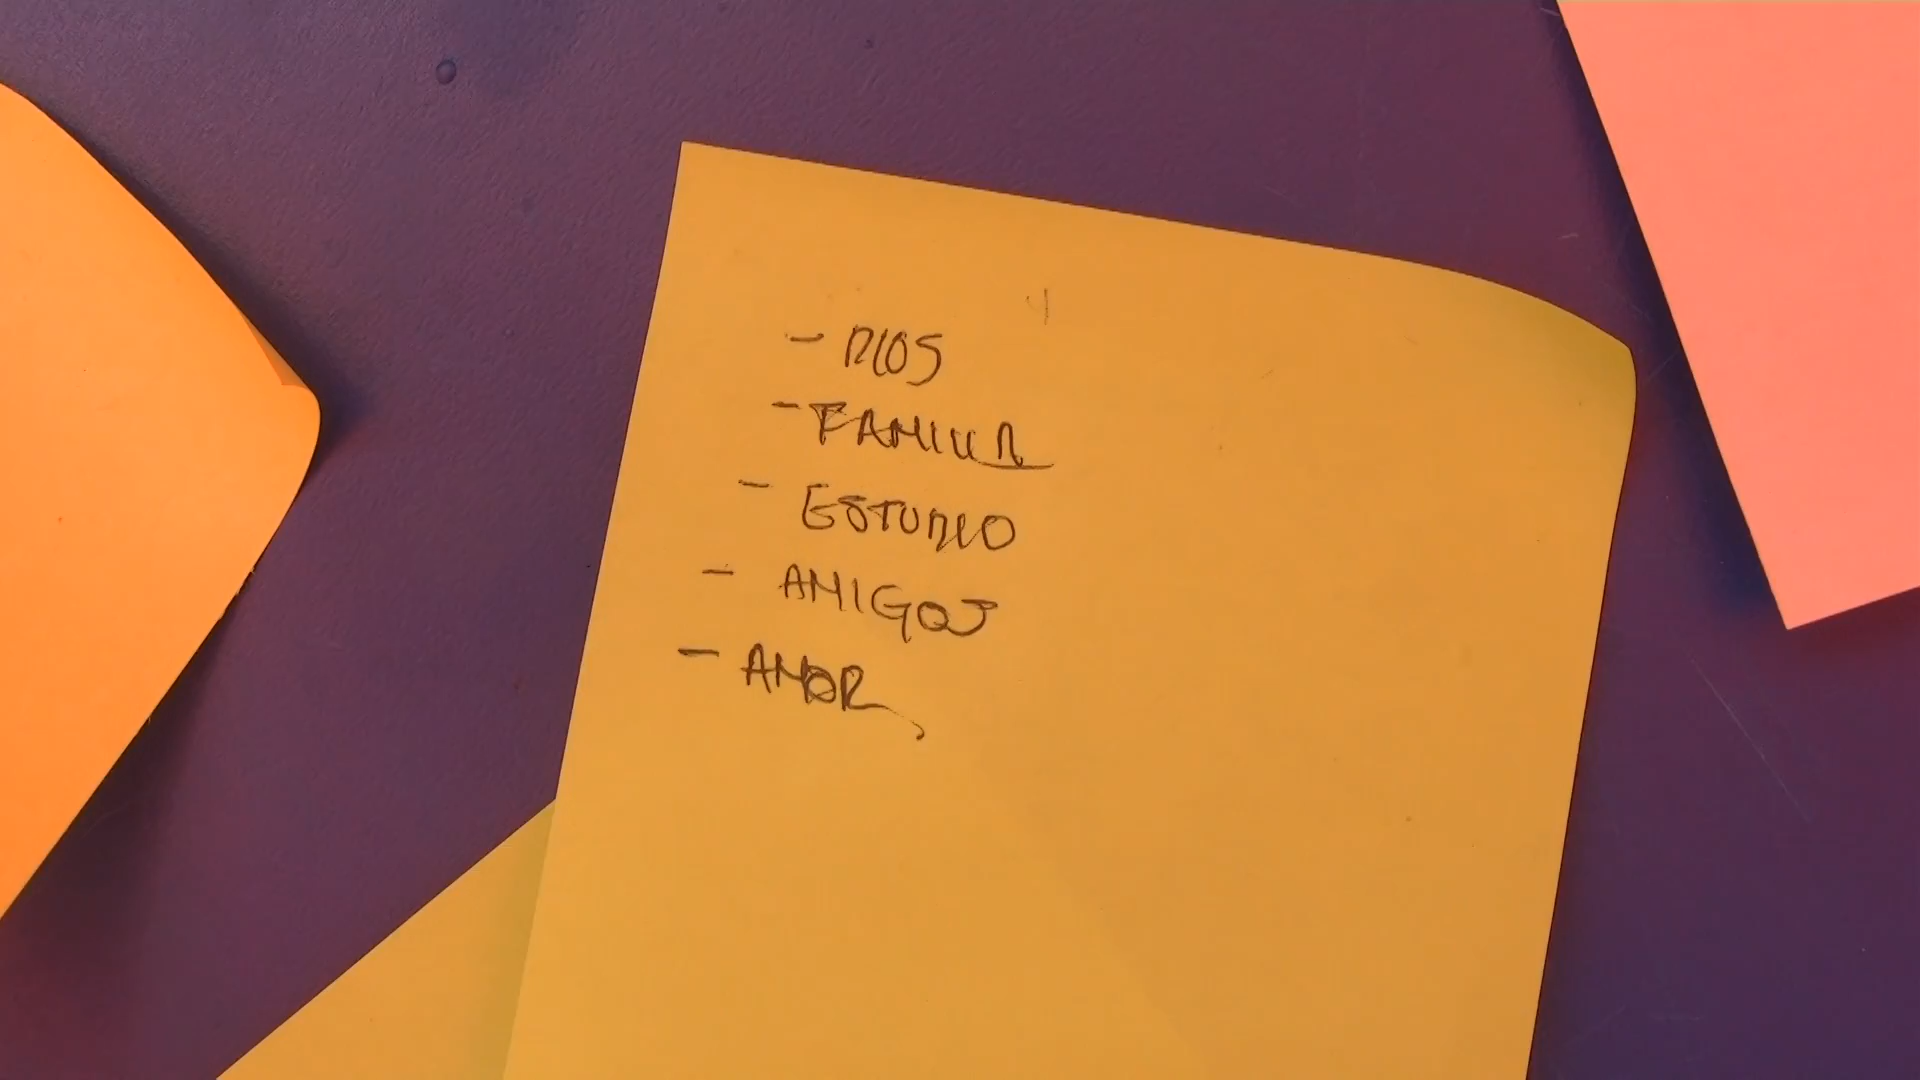 - DIOS
- FAMILIA
- ESTUDIO
- AMIGOS
- AMOR